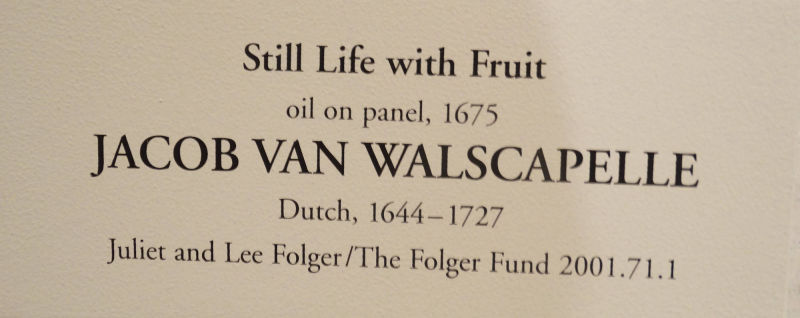 Still Life with Fruit
oil on panel, 1675
JACOB VAN WALSCAPELLE
Dutch, 1644–1727
Juliet and Lee Folger/The Folger Fund 2001.71.1